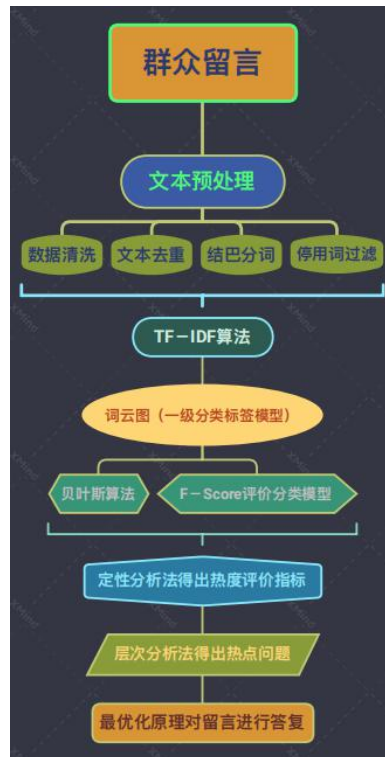 群众留言
文本预处理
数据清洗 文本去重 结巴分词 停用词过滤
TF-IDF算法
词云图（一级分类标签模型）
贝叶斯算法 F-Score评价分类模型
定性分析法得出热度评价指标
层次分析法得出热点问题
最优化原理对留言进行答复
XMind